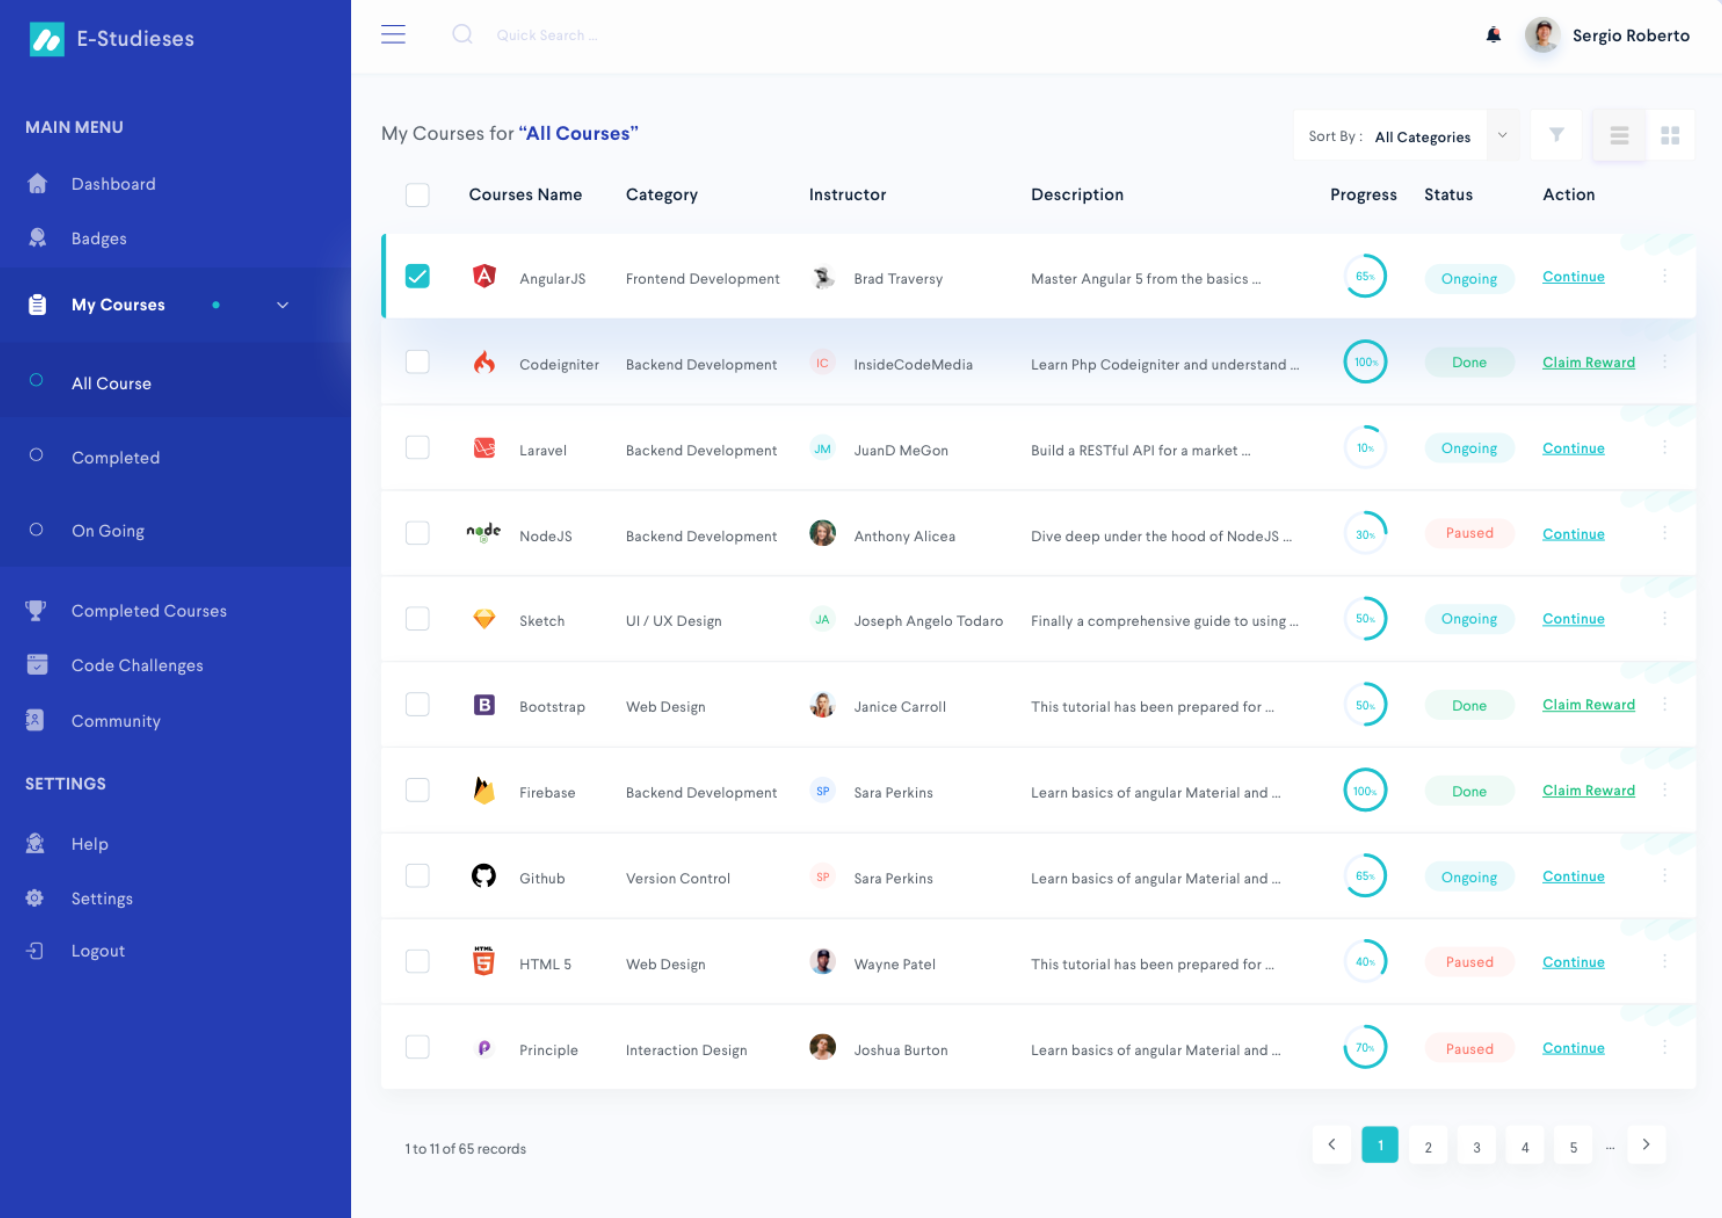 E-Studieses
Quick Search ...
Sergio Roberto
MAIN MENU
Dashboard
Badges
My Courses
All Course
Completed
On Going
Completed Courses
Code Challenges
Community
SETTINGS
Help
Settings
Logout
My Courses for “All Courses”
Sort By : All Categories
Courses Name Category Instructor Description Progress Status Action
AngularJS Frontend Development Brad Traversy Master Angular 5 from the basics ... 65% Ongoing Continue
Codeigniter Backend Development IC InsideCodeMedia Learn Php Codeigniter and understand ... 100% Done Claim Reward
Laravel Backend Development JM JuanD MeGon Build a RESTful API for a market ... 10% Ongoing Continue
node NodeJS Backend Development Anthony Alicea Dive deep under the hood of NodeJS ... 30% Paused Continue
Sketch UI / UX Design JA Joseph Angelo Todaro Finally a comprehensive guide to using ... 50% Ongoing Continue
B Bootstrap Web Design Janice Carroll This tutorial has been prepared for ... 50% Done Claim Reward
Firebase Backend Development SP Sara Perkins Learn basics of angular Material and ... 100% Done Claim Reward
Github Version Control SP Sara Perkins Learn basics of angular Material and ... 65% Ongoing Continue
HTML 5 HTML 5 Web Design Wayne Patel This tutorial has been prepared for ... 40% Paused Continue
Principle Interaction Design Joshua Burton Learn basics of angular Material and ... 70% Paused Continue
1 to 11 of 65 records
1 2 3 4 5 ...